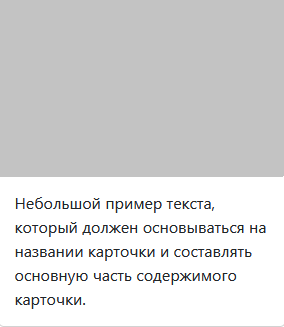 Небольшой пример текста,
который должен основываться на
названии карточки и составлять
основную часть содержимого
карточки.